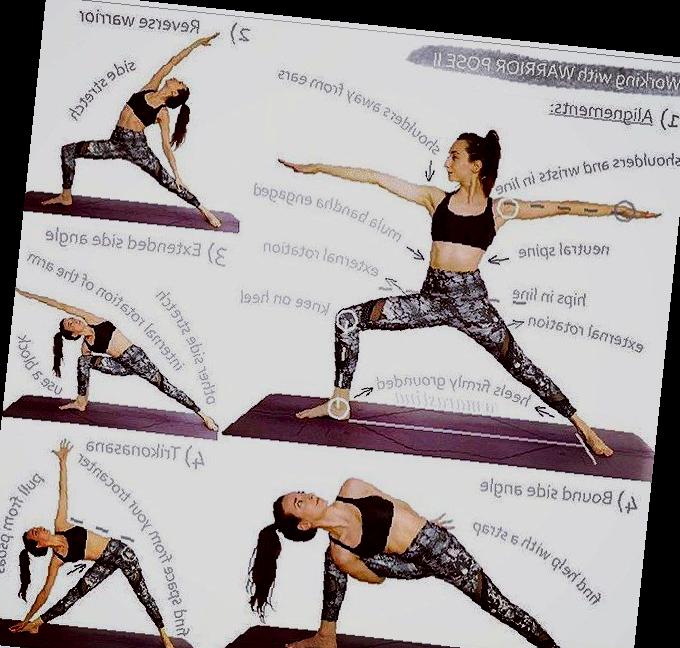 Working with WARRIOR POSE II
1) Alignements:
shoulders away from ears
shoulders and wrists in line
mula bandha engaged
neutral spine
external rotation
hips in line
knee on heel
external rotation
heels firmly grounded
2) Reverse warrior
side stretch
3) Extended side angle
internal rotation of the arm
other side stretch
use a block
4) Trikonasana
find space from your trocanter
pull from psoas
4) Bound side angle
find help with a strap